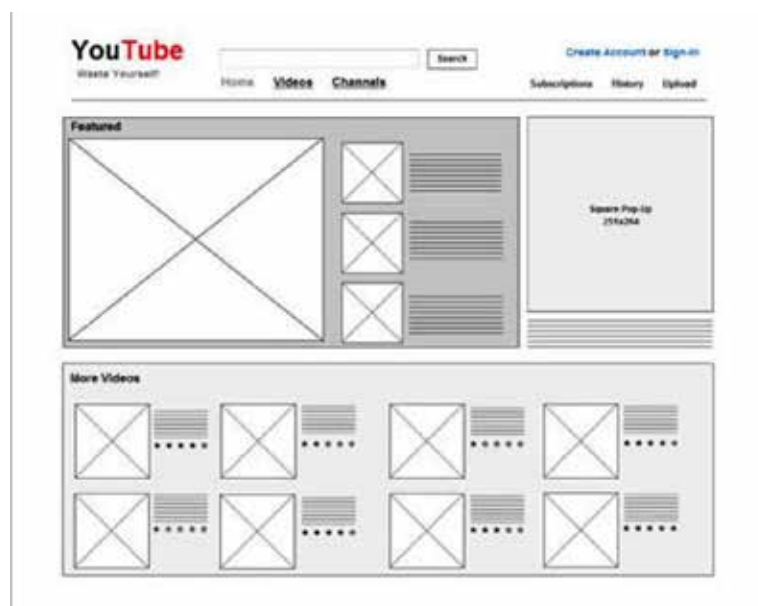 YouTube
Waste Yourself!
Search
Create Account or Sign-in
Home Videos Channels
Subscriptions History Upload
Featured
Square Pop-Up
More Videos